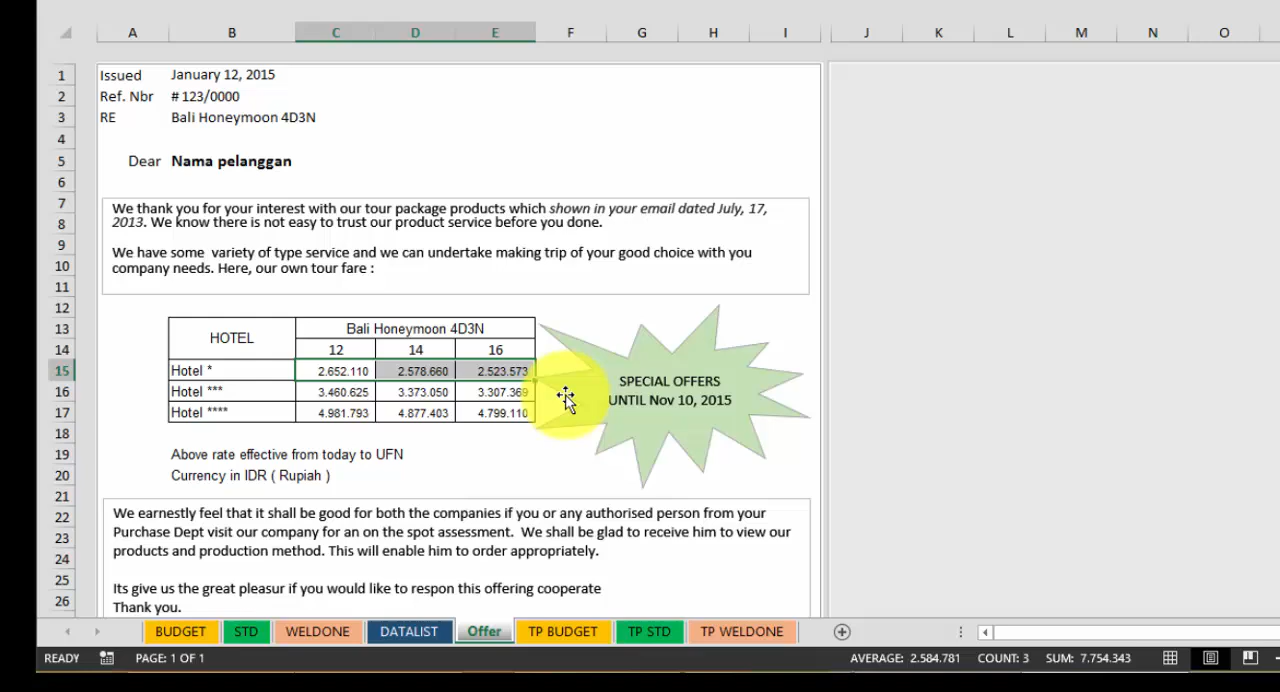 A B C D E F G H I J K L M N O
1 Issued January 12, 2015
2 Ref. Nbr # 123/0000
3 RE Bali Honeymoon 4D3N
4
5 Dear Nama pelanggan
6
7 We thank you for your interest with our tour package products which shown in your email dated July, 17,
8 2013. We know there is not easy to trust our product service before you done.
9 We have some variety of type service and we can undertake making trip of your good choice with you
10 company needs. Here, our own tour fare :
11
12
13 HOTEL Bali Honeymoon 4D3N
14 12 14 16
15 Hotel * 2.652.110 2.578.660 2.523.573
16 Hotel *** 3.460.625 3.373.050 3.307.369
17 Hotel **** 4.981.793 4.877.403 4.799.110
SPECIAL OFFERS
UNTIL Nov 10, 2015
18
19 Above rate effective from today to UFN
20 Currency in IDR ( Rupiah )
21
22 We earnestly feel that it shall be good for both the companies if you or any authorised person from your
23 Purchase Dept visit our company for an on the spot assessment. We shall be glad to receive him to view our
24 products and production method. This will enable him to order appropriately.
25 Its give us the great pleasur if you would like to respon this offering cooperate
26 Thank you.
BUDGET STD WELDONE DATALIST Offer TP BUDGET TP STD TP WELDONE
READY PAGE: 1 OF 1 AVERAGE: 2.584.781 COUNT: 3 SUM: 7.754.343